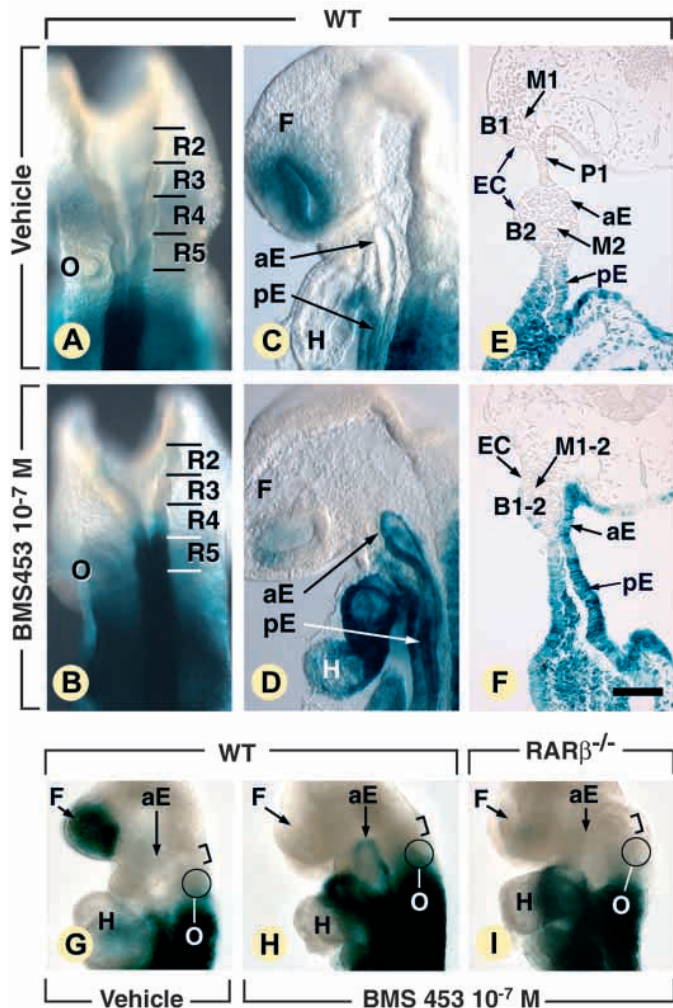 WT
Vehicle
R2
R3
R4
R5
O
A
F
aE
pE
H
C
M1
B1
P1
EC
aE
B2
M2
pE
E
BMS453 10-7 M
R2
R3
R4
R5
O
B
F
aE
pE
H
D
EC
M1-2
B1-2
aE
pE
F
WT
RARβ-/-
F
aE
H
O
G
F
aE
H
O
H
F
aE
H
O
I
Vehicle
BMS 453 10-7 M